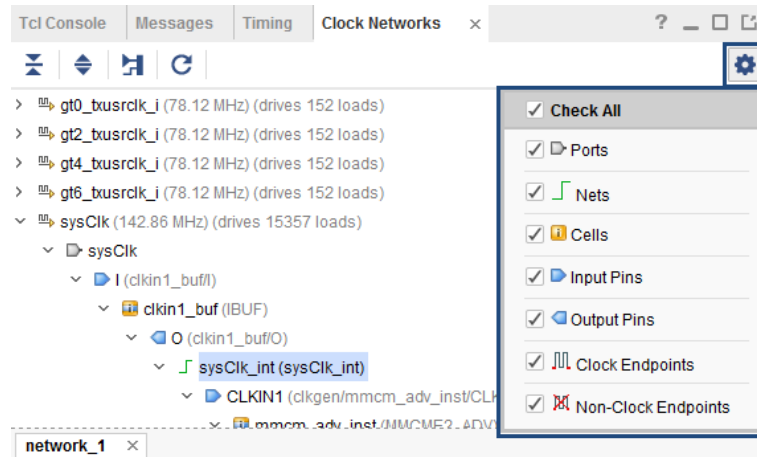 Tcl Console Messages Timing Clock Networks × ?
gt0_txusrclk_i (78.12 MHz) (drives 152 loads)
gt2_txusrclk_i (78.12 MHz) (drives 152 loads)
gt4_txusrclk_i (78.12 MHz) (drives 152 loads)
gt6_txusrclk_i (78.12 MHz) (drives 152 loads)
sysClk (142.86 MHz) (drives 15357 loads)
sysClk
I (clkin1_buf/I)
clkin1_buf (IBUF)
O (clkin1_buf/O)
sysClk_int (sysClk_int)
CLKIN1 (clkgen/mmcm_adv_inst/CLK
mmcm_adv_inst (MMCME2_ADV)
Check All
Ports
Nets
Cells
Input Pins
Output Pins
Clock Endpoints
Non-Clock Endpoints
network_1 ×